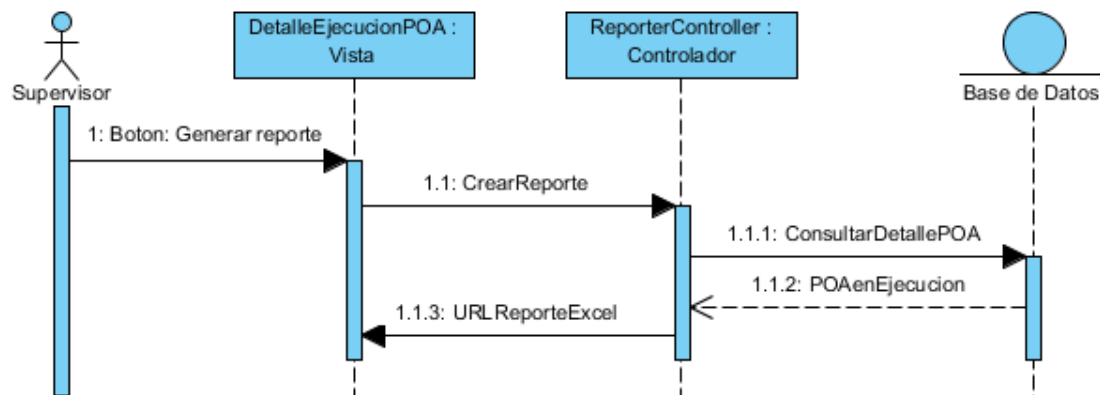 DetalleEjecucionPOA :
Vista
ReporterController :
Controlador
Supervisor
Base de Datos
1: Boton: Generar reporte
1.1: CrearReporte
1.1.1: ConsultarDetallePOA
1.1.2: POAenEjecucion
1.1.3: URLReporteExcel